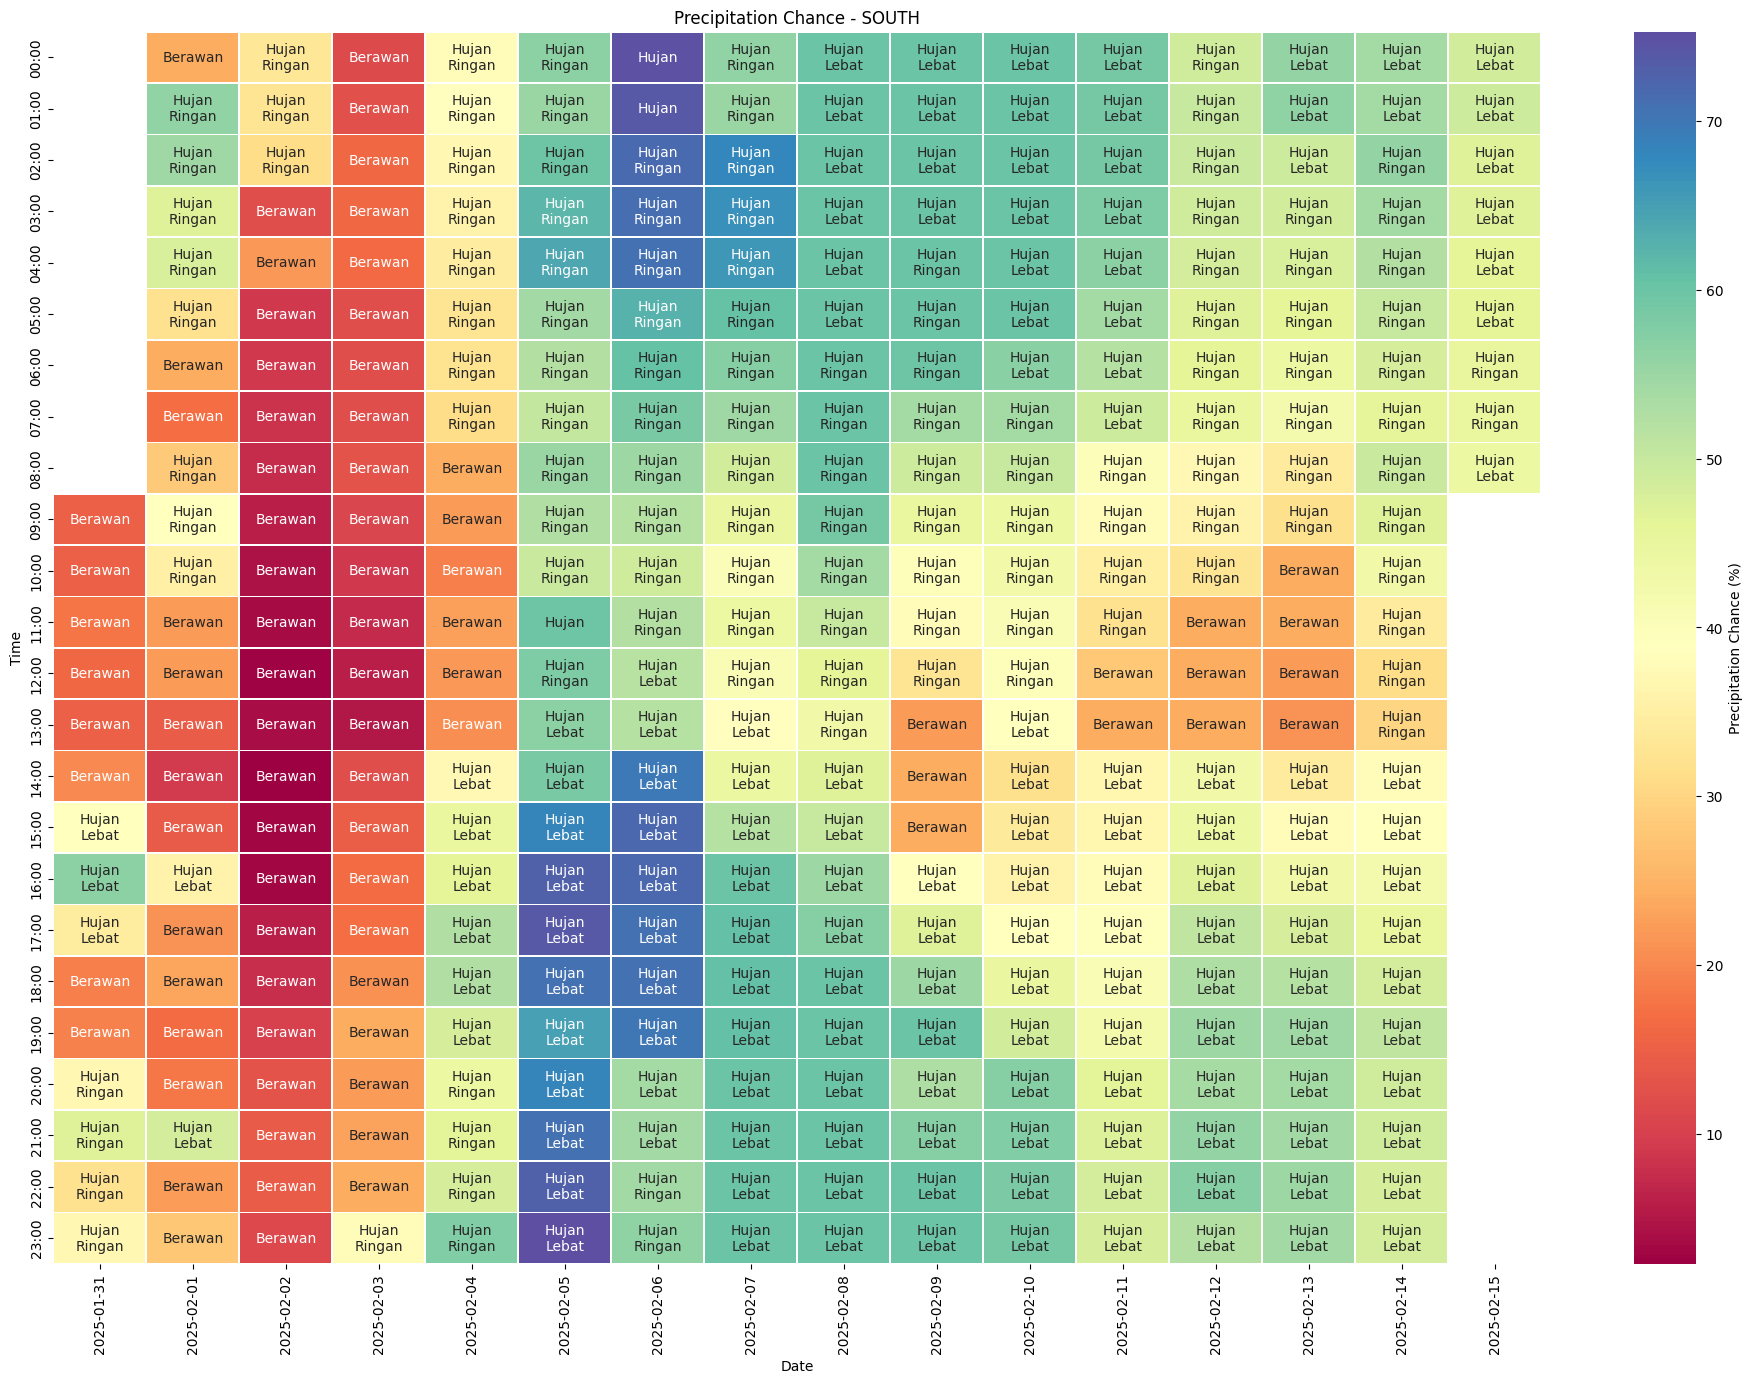 Precipitation Chance - SOUTH
00:00 Berawan Hujan Ringan Berawan Hujan Ringan Hujan Ringan Hujan Hujan Ringan Hujan Lebat Hujan Lebat Hujan Lebat Hujan Lebat Hujan Ringan Hujan Lebat Hujan Lebat Hujan Lebat
01:00 Hujan Ringan Hujan Ringan Berawan Hujan Ringan Hujan Ringan Hujan Hujan Ringan Hujan Lebat Hujan Lebat Hujan Lebat Hujan Lebat Hujan Ringan Hujan Lebat Hujan Lebat Hujan Lebat
02:00 Hujan Ringan Hujan Ringan Berawan Hujan Ringan Hujan Ringan Hujan Ringan Hujan Ringan Hujan Lebat Hujan Lebat Hujan Lebat Hujan Lebat Hujan Ringan Hujan Lebat Hujan Ringan Hujan Lebat
03:00 Hujan Ringan Berawan Berawan Hujan Ringan Hujan Ringan Hujan Ringan Hujan Ringan Hujan Lebat Hujan Lebat Hujan Lebat Hujan Lebat Hujan Ringan Hujan Ringan Hujan Ringan Hujan Lebat
04:00 Hujan Ringan Berawan Berawan Hujan Ringan Hujan Ringan Hujan Ringan Hujan Ringan Hujan Lebat Hujan Ringan Hujan Lebat Hujan Lebat Hujan Ringan Hujan Ringan Hujan Ringan Hujan Lebat
05:00 Hujan Ringan Berawan Berawan Hujan Ringan Hujan Ringan Hujan Ringan Hujan Ringan Hujan Lebat Hujan Ringan Hujan Lebat Hujan Lebat Hujan Ringan Hujan Ringan Hujan Ringan Hujan Lebat
06:00 Berawan Berawan Berawan Hujan Ringan Hujan Ringan Hujan Ringan Hujan Ringan Hujan Ringan Hujan Ringan Hujan Lebat Hujan Lebat Hujan Ringan Hujan Ringan Hujan Ringan Hujan Ringan
07:00 Berawan Berawan Berawan Hujan Ringan Hujan Ringan Hujan Ringan Hujan Ringan Hujan Ringan Hujan Ringan Hujan Ringan Hujan Lebat Hujan Ringan Hujan Ringan Hujan Ringan Hujan Ringan
08:00 Hujan Ringan Berawan Berawan Berawan Hujan Ringan Hujan Ringan Hujan Ringan Hujan Ringan Hujan Ringan Hujan Ringan Hujan Ringan Hujan Ringan Hujan Ringan Hujan Ringan Hujan Lebat
09:00 Berawan Hujan Ringan Berawan Berawan Berawan Hujan Ringan Hujan Ringan Hujan Ringan Hujan Ringan Hujan Ringan Hujan Ringan Hujan Ringan Hujan Ringan Hujan Ringan Hujan Ringan
10:00 Berawan Hujan Ringan Berawan Berawan Berawan Hujan Ringan Hujan Ringan Hujan Ringan Hujan Ringan Hujan Ringan Hujan Ringan Hujan Ringan Hujan Ringan Berawan Hujan Ringan
11:00 Berawan Berawan Berawan Berawan Berawan Hujan Hujan Ringan Hujan Ringan Hujan Ringan Hujan Ringan Hujan Ringan Hujan Ringan Berawan Berawan Hujan Ringan
12:00 Berawan Berawan Berawan Berawan Berawan Hujan Ringan Hujan Lebat Hujan Ringan Hujan Ringan Hujan Ringan Hujan Ringan Berawan Berawan Berawan Hujan Ringan
13:00 Berawan Berawan Berawan Berawan Berawan Hujan Lebat Hujan Lebat Hujan Lebat Hujan Ringan Berawan Hujan Lebat Berawan Berawan Berawan Hujan Ringan
14:00 Berawan Berawan Berawan Berawan Hujan Lebat Hujan Lebat Hujan Lebat Hujan Lebat Hujan Lebat Berawan Hujan Lebat Hujan Lebat Hujan Lebat Hujan Lebat Hujan Lebat
15:00 Hujan Lebat Berawan Berawan Berawan Hujan Lebat Hujan Lebat Hujan Lebat Hujan Lebat Hujan Lebat Berawan Hujan Lebat Hujan Lebat Hujan Lebat Hujan Lebat Hujan Lebat
16:00 Hujan Lebat Hujan Lebat Berawan Berawan Hujan Lebat Hujan Lebat Hujan Lebat Hujan Lebat Hujan Lebat Hujan Lebat Hujan Lebat Hujan Lebat Hujan Lebat Hujan Lebat Hujan Lebat
17:00 Hujan Lebat Berawan Berawan Berawan Hujan Lebat Hujan Lebat Hujan Lebat Hujan Lebat Hujan Lebat Hujan Lebat Hujan Lebat Hujan Lebat Hujan Lebat Hujan Lebat Hujan Lebat
18:00 Berawan Berawan Berawan Berawan Hujan Lebat Hujan Lebat Hujan Lebat Hujan Lebat Hujan Lebat Hujan Lebat Hujan Lebat Hujan Lebat Hujan Lebat Hujan Lebat Hujan Lebat
19:00 Berawan Berawan Berawan Berawan Hujan Lebat Hujan Lebat Hujan Lebat Hujan Lebat Hujan Lebat Hujan Lebat Hujan Lebat Hujan Lebat Hujan Lebat Hujan Lebat Hujan Lebat
20:00 Hujan Ringan Berawan Berawan Berawan Hujan Ringan Hujan Lebat Hujan Lebat Hujan Lebat Hujan Lebat Hujan Lebat Hujan Lebat Hujan Lebat Hujan Lebat Hujan Lebat Hujan Lebat
21:00 Hujan Ringan Hujan Lebat Berawan Berawan Hujan Ringan Hujan Lebat Hujan Lebat Hujan Lebat Hujan Lebat Hujan Lebat Hujan Lebat Hujan Lebat Hujan Lebat Hujan Lebat Hujan Lebat
22:00 Hujan Ringan Berawan Berawan Berawan Hujan Ringan Hujan Lebat Hujan Ringan Hujan Lebat Hujan Lebat Hujan Lebat Hujan Lebat Hujan Lebat Hujan Lebat Hujan Lebat Hujan Lebat
23:00 Hujan Ringan Berawan Berawan Hujan Ringan Hujan Ringan Hujan Lebat Hujan Ringan Hujan Lebat Hujan Lebat Hujan Lebat Hujan Lebat Hujan Lebat Hujan Lebat Hujan Lebat Hujan Lebat
Time
2025-01-31 2025-02-01 2025-02-02 2025-02-03 2025-02-04 2025-02-05 2025-02-06 2025-02-07 2025-02-08 2025-02-09 2025-02-10 2025-02-11 2025-02-12 2025-02-13 2025-02-14 2025-02-15
Date
70
60
50
40
30
20
10
Precipitation Chance (%)